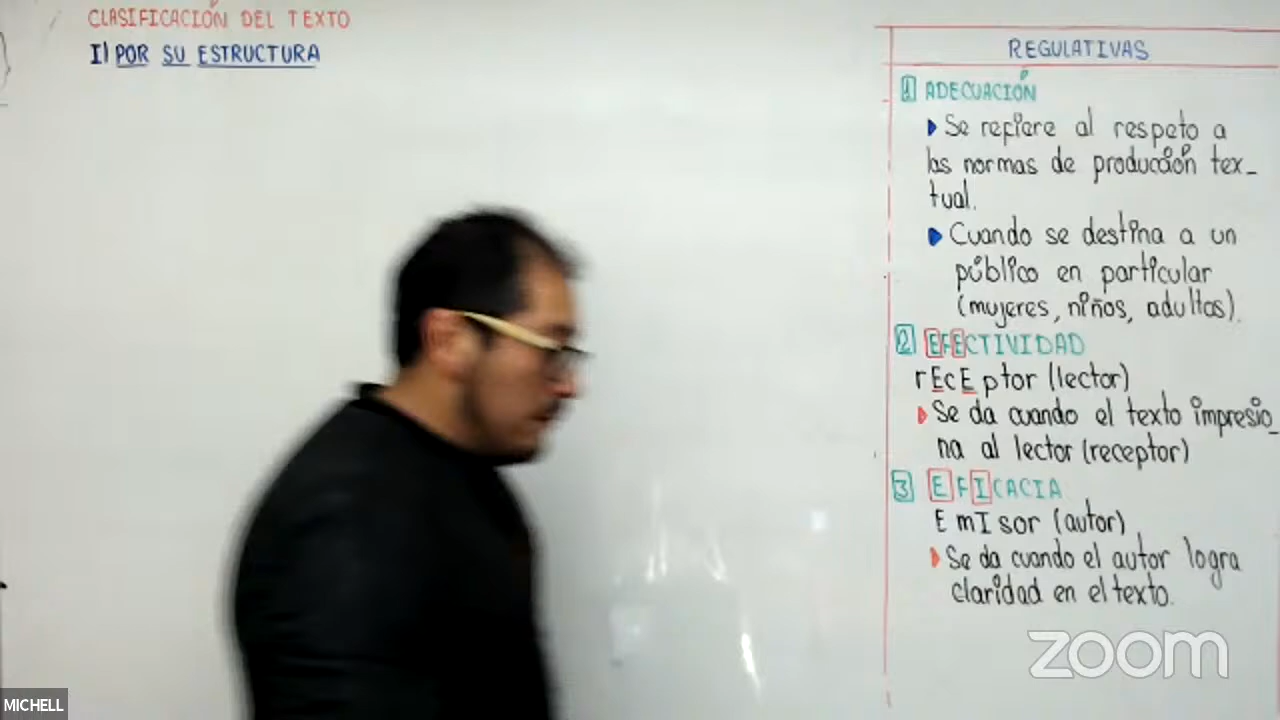 CLASIFICACIÓN DEL TEXTO
I) POR SU ESTRUCTURA
REGULATIVAS
1 ADECUACIÓN
Se refiere al respeto a
las normas de producción tex-
tual.
Cuando se destina a un
público en particular
(mujeres, niños, adultos).
2 EFECTIVIDAD
rEcEptor (lector)
Se da cuando el texto impresio-
na al lector (receptor)
3 EFICACIA
EmIsor (autor)
Se da cuando el autor logra
claridad en el texto.
zoom
MICHELL